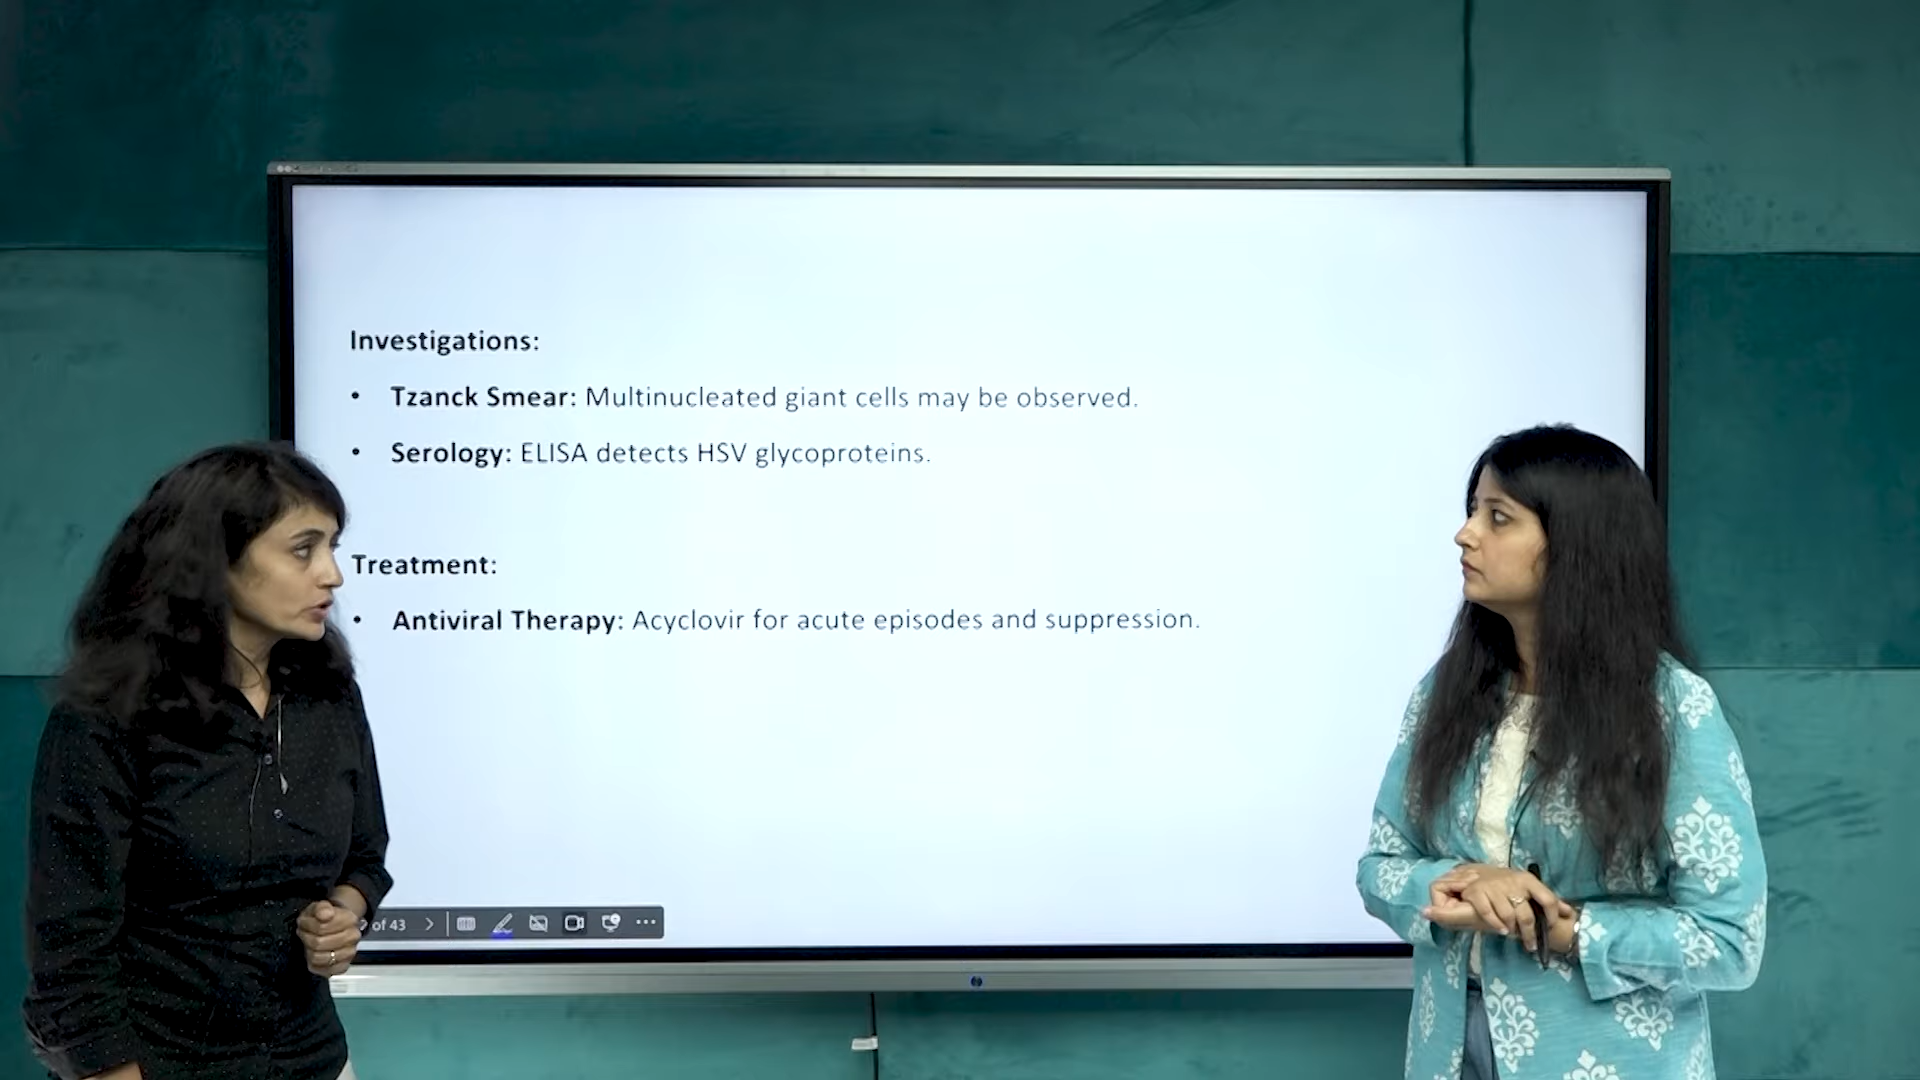 Investigations:
• Tzanck Smear: Multinucleated giant cells may be observed.
• Serology: ELISA detects HSV glycoproteins.
Treatment:
• Antiviral Therapy: Acyclovir for acute episodes and suppression.
of 43